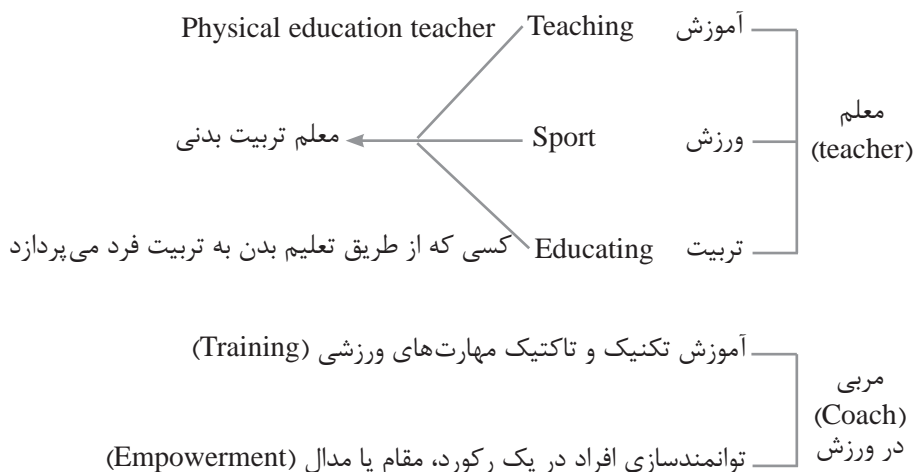 معلم
(teacher)
آموزش Teaching Physical education teacher
ورزش Sport معلم تربیت بدنی
تربیت Educating کسی که از طریق تعلیم بدن به تربیت فرد می‌پردازد
مربی
(Coach)
در ورزش
آموزش تکنیک و تاکتیک مهارت‌های ورزشی (Training)
توانمندسازی افراد در یک رکورد، مقام یا مدال (Empowerment)